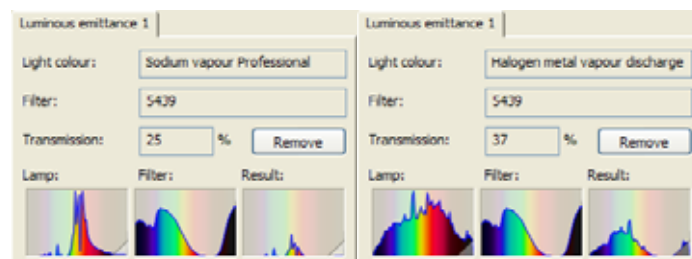 Luminous emittance 1
Light colour: Sodium vapour Professional
Filter: 5439
Transmission: 25 % Remove
Lamp: Filter: Result:
Luminous emittance 1
Light colour: Halogen metal vapour discharge
Filter: 5439
Transmission: 37 % Remove
Lamp: Filter: Result: